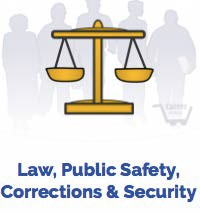 Law, Public Safety,
Corrections & Security